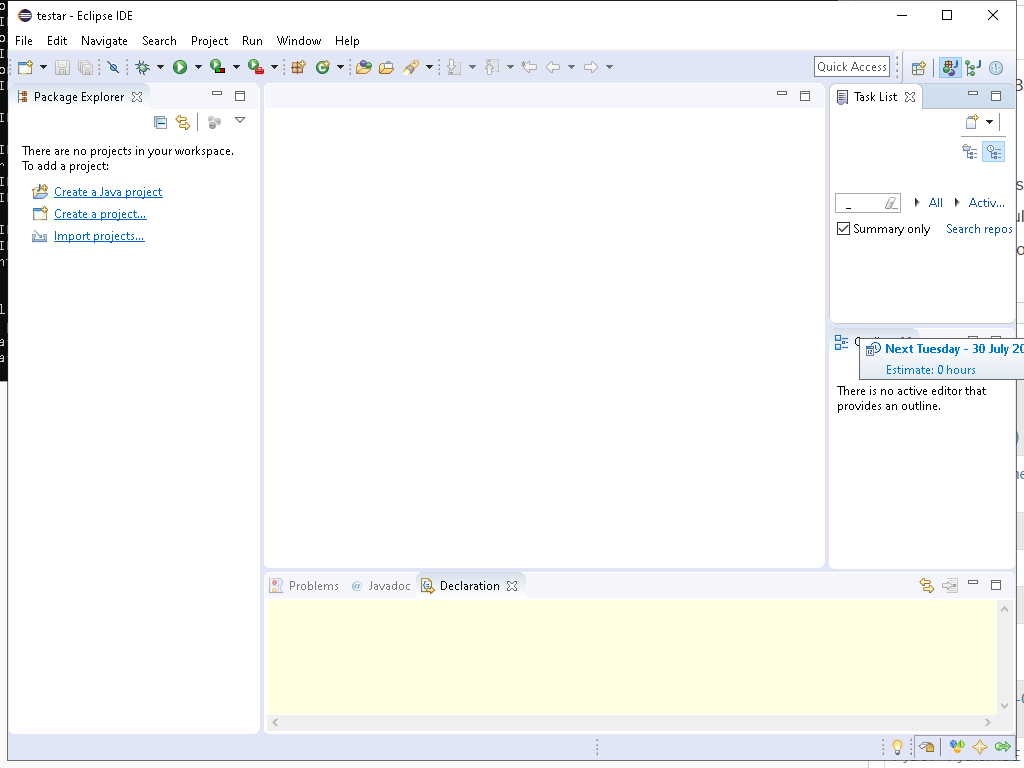 testar - Eclipse IDE
File Edit Navigate Search Project Run Window Help
Quick Access
Package Explorer
There are no projects in your workspace.
To add a project:
Create a Java project
Create a project...
Import projects...
Task List
All Activ...
Summary only Search repos
Next Tuesday - 30 July 20
Estimate: 0 hours
There is no active editor that
provides an outline.
Problems @ Javadoc Declaration